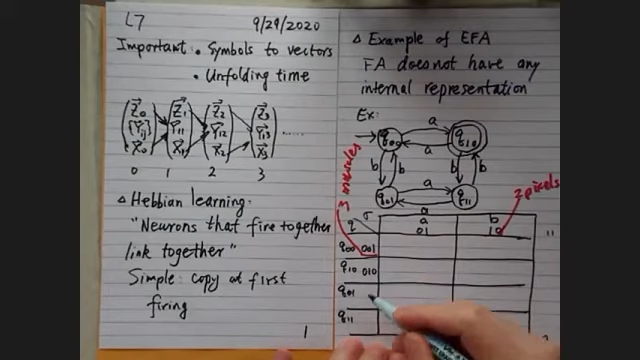 L7 9/29/2020
Important: • Symbols to vectors
• Unfolding time
Z0 Z1 Z2 Z3
{Yij} Y11 Y12 Y13 .....
X0 X1 X2 X3
0 1 2 3
△ Hebbian learning:
"Neurons that fire together
link together"
Simple: copy at first
firing
1
△ Example of EFA
FA does not have any
internal representation
Ex:
a
q00 q10
a
b b b b
a
q01 q11
a
3 muscles
2 pixels
q σ a b
01 10 11
q00 001
q10 010
q01
q11